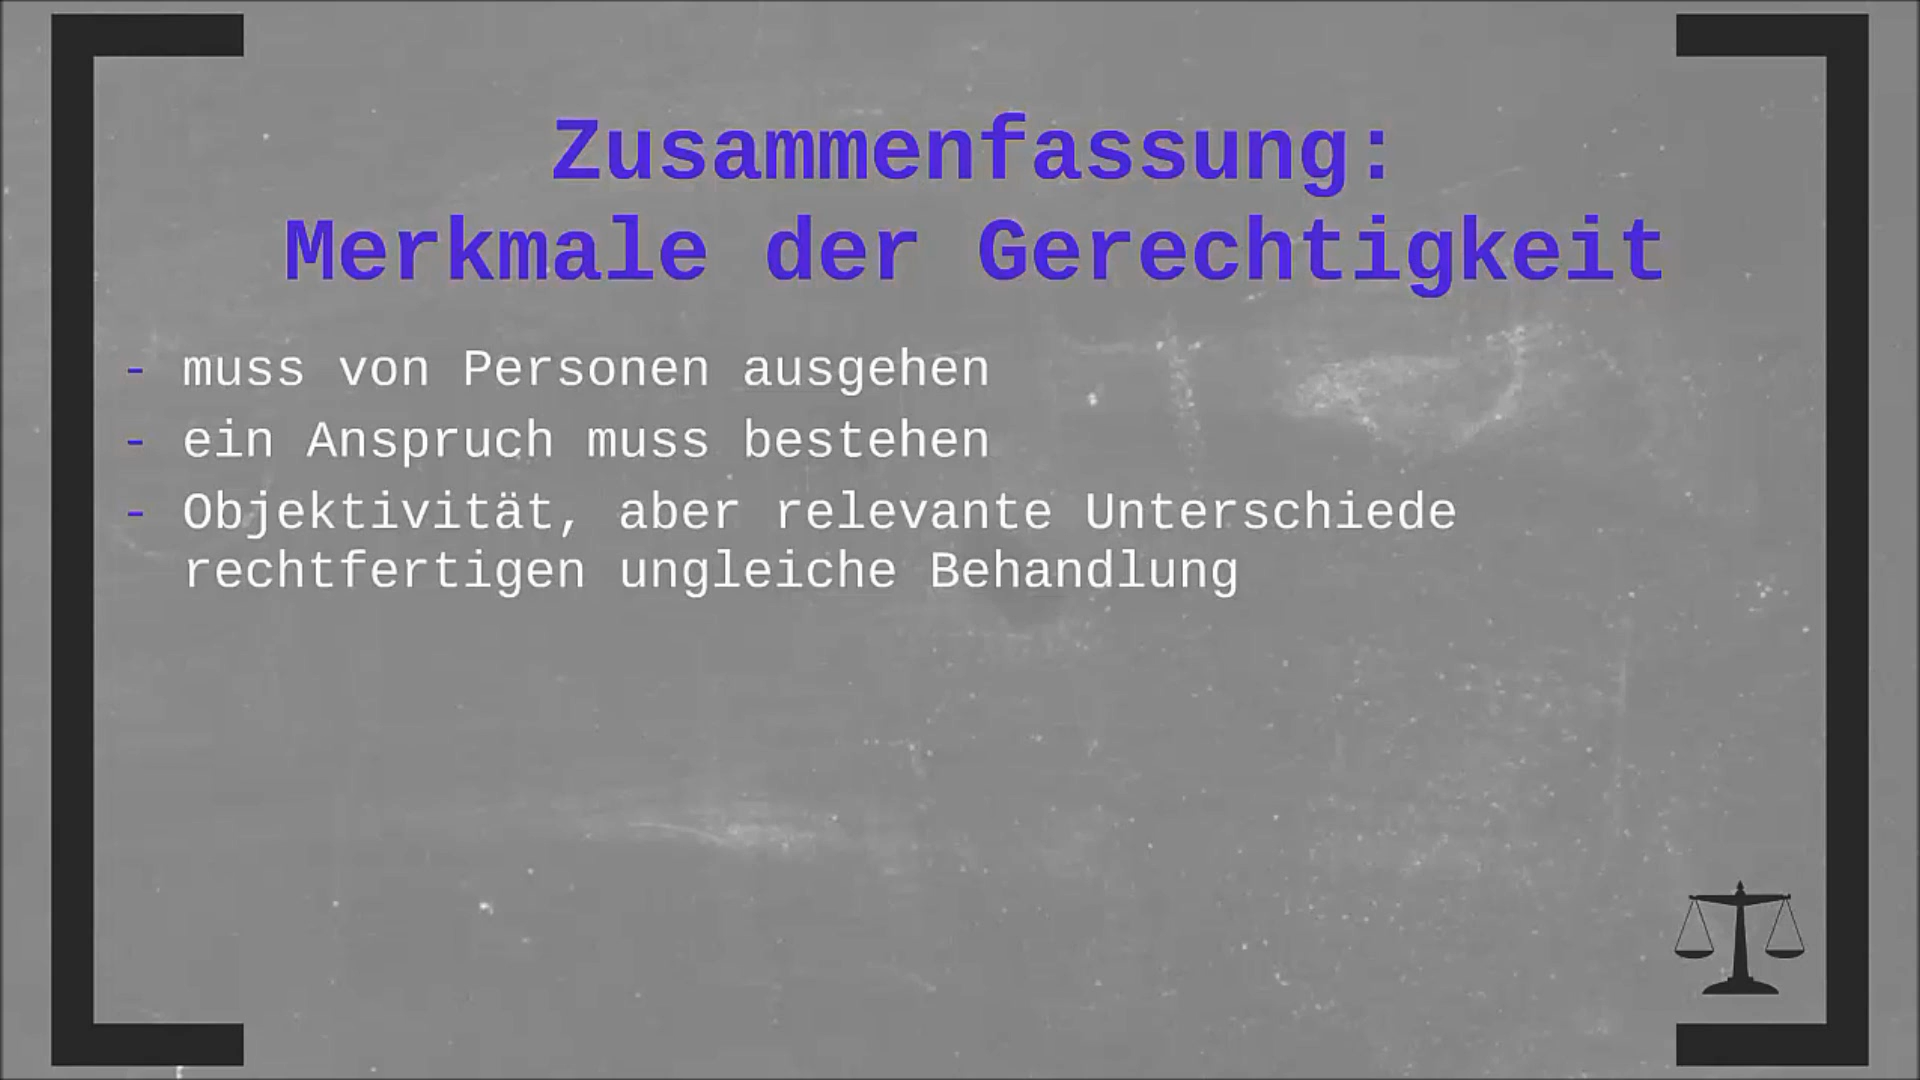 Zusammenfassung:
Merkmale der Gerechtigkeit
- muss von Personen ausgehen
- ein Anspruch muss bestehen
- Objektivität, aber relevante Unterschiede
rechtfertigen ungleiche Behandlung